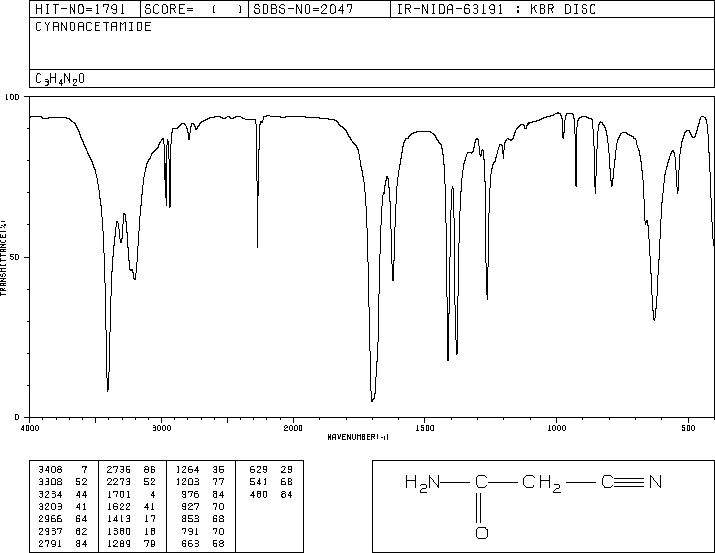 HIT-NO=1791 SCORE= ( ) SDBS-NO=2047 IR-NIDA-63191 : KBR DISC
CYANOACETAMIDE
C3H4N2O
100
50
0
TRANSMITTANCE(%)
4000 3000 2000 1500 1000 500
WAVENUMBER(-1)
3408 7 2736 86 1264 36 629 29
3308 52 2273 52 1203 77 541 68
3234 44 1701 4 976 84 480 84
3203 41 1622 41 927 70
2966 64 1413 17 853 68
2937 62 1380 18 791 70
2791 84 1289 79 663 58
H2N C CH2 C N
O